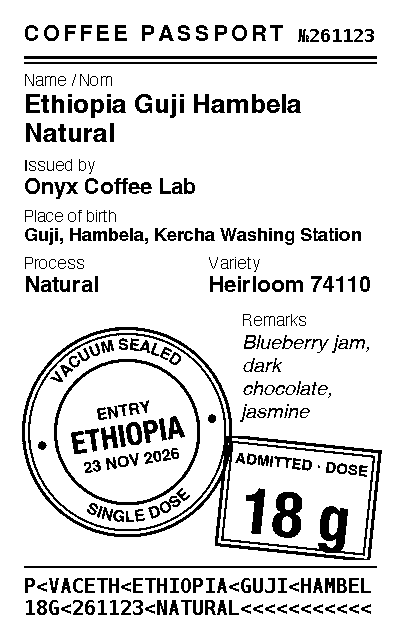 COFFEE PASSPORT №261123
Name / Nom
Ethiopia Guji Hambela
Natural
Issued by
Onyx Coffee Lab
Place of birth
Guji, Hambela, Kercha Washing Station
Process Variety
Natural Heirloom 74110
Remarks
Blueberry jam,
dark
chocolate,
jasmine
VACUUM SEALED
ENTRY
ETHIOPIA
23 NOV 2026
SINGLE DOSE
ADMITTED · DOSE
18 g
P<VACETH<ETHIOPIA<GUJI<HAMBEL
18G<261123<NATURAL<<<<<<<<<<<